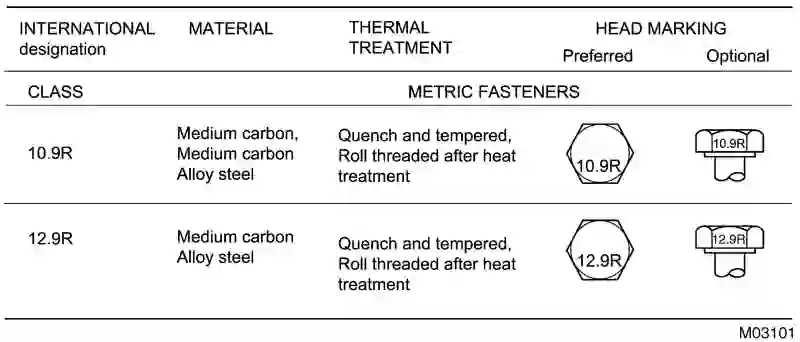 INTERNATIONAL designation MATERIAL THERMAL TREATMENT HEAD MARKING
Preferred Optional
CLASS METRIC FASTENERS
10.9R
Medium carbon,
Medium carbon
Alloy steel
Quench and tempered,
Roll threaded after heat
treatment
10.9R
10.9R
12.9R
Medium carbon
Alloy steel
Quench and tempered,
Roll threaded after heat
treatment
12.9R
12.9R
M03101